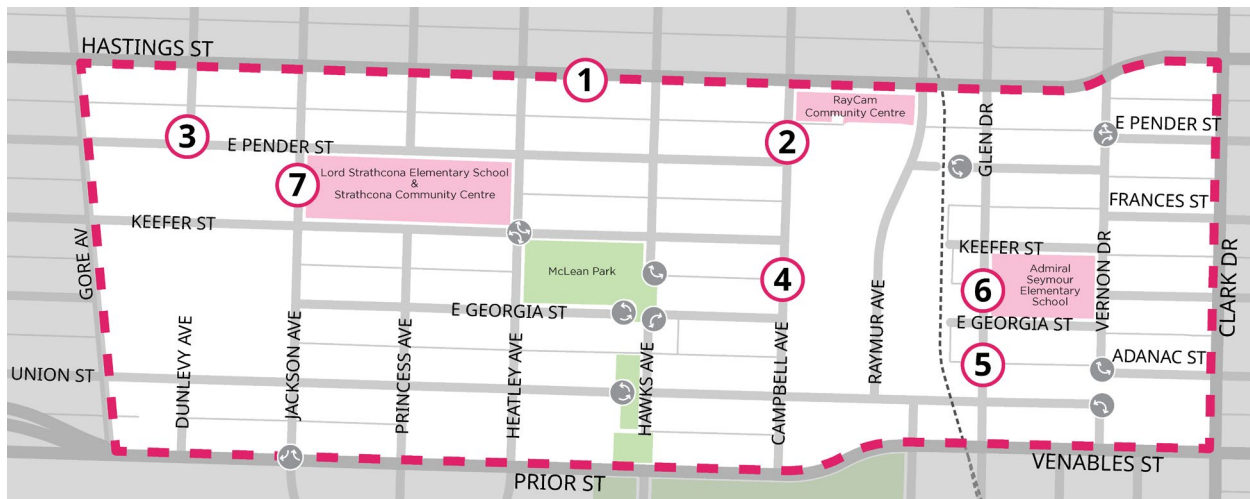 HASTINGS ST
1
RayCam
Community Centre
3
E PENDER ST
2
GLEN DR
E PENDER ST
7
Lord Strathcona Elementary School
&
Strathcona Community Centre
FRANCES ST
KEEFER ST
GORE AV
McLean Park
4
KEEFER ST
6
Admiral
Seymour
Elementary
School
VERNON DR
CLARK DR
E GEORGIA ST
E GEORGIA ST
UNION ST
DUNLEVY AVE
JACKSON AVE
PRINCESS AVE
HEATLEY AVE
HAWKS AVE
CAMPBELL AVE
RAYMUR AVE
5
ADANAC ST
PRIOR ST
VENABLES ST